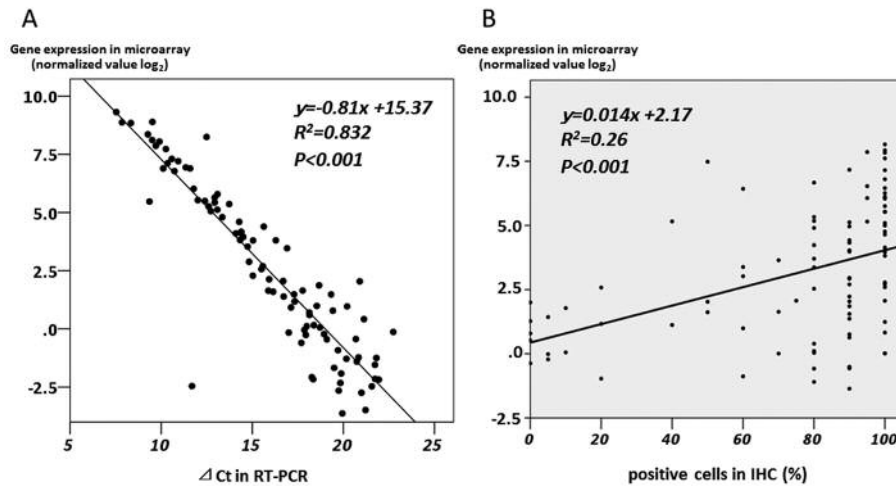 A
Gene expression in microarray
(normalized value log₂)
10.0
7.5
5.0
2.5
.0
-2.5
y=-0.81x +15.37
R²=0.832
P<0.001
5 10 15 20 25
⊿ Ct in RT-PCR
B
Gene expression in microarray
(normalized value log₂)
10.0
7.5
5.0
2.5
.0
-2.5
y=0.014x +2.17
R²=0.26
P<0.001
0 20 40 60 80 100
positive cells in IHC (%)